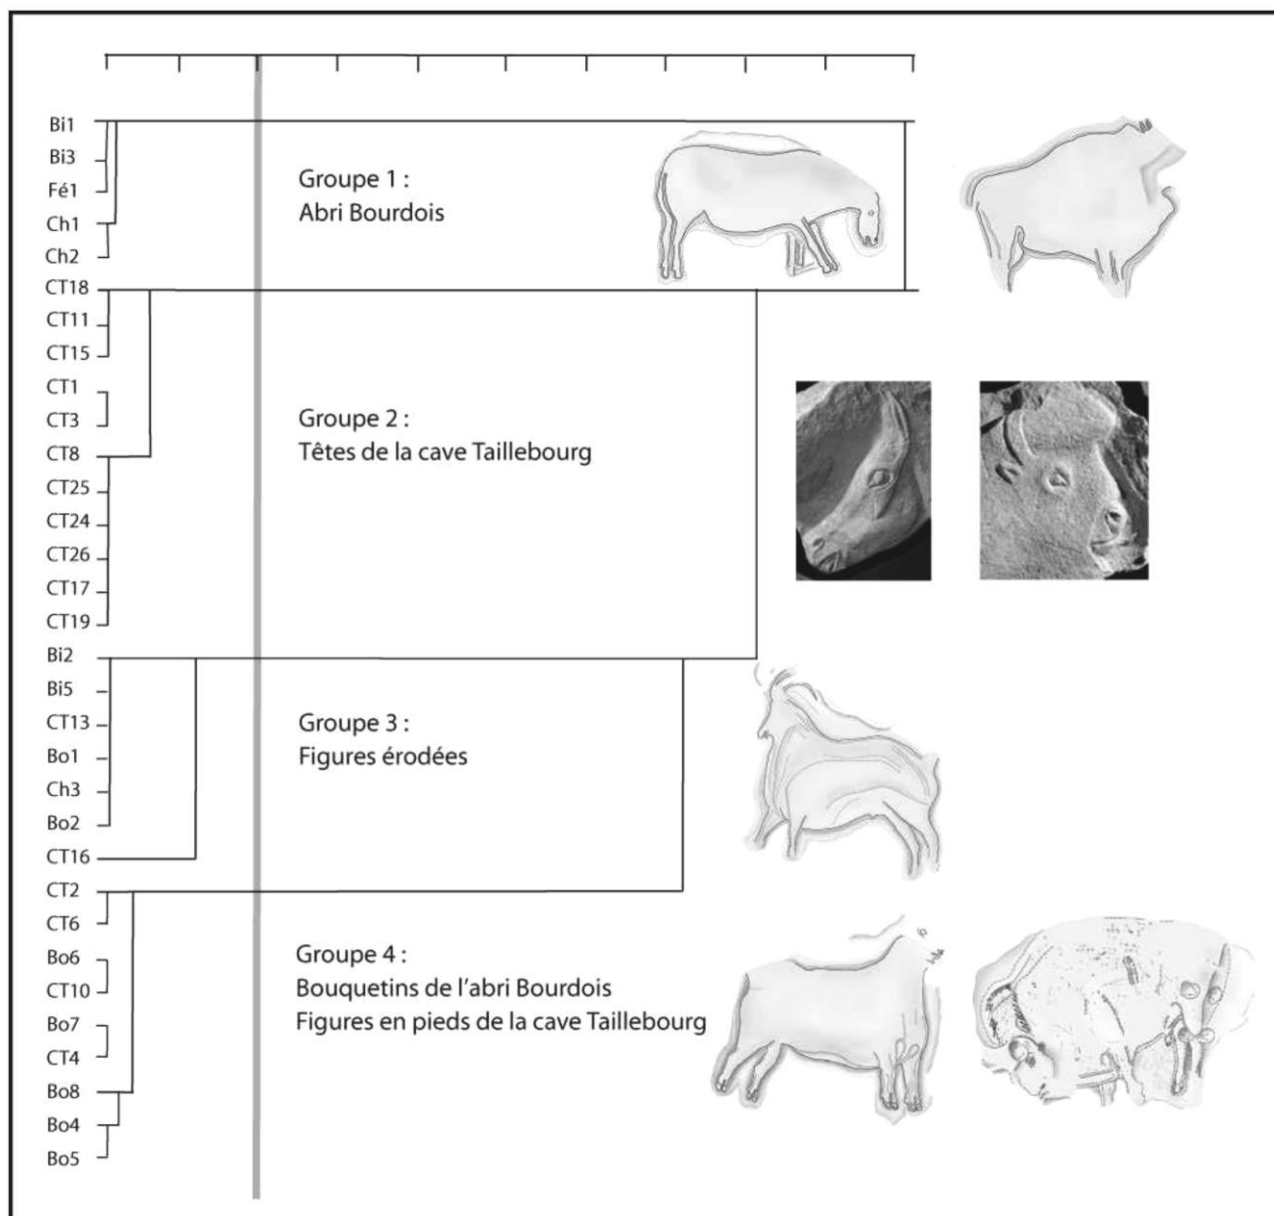 Bi1
Bi3
Fé1
Ch1
Ch2
Groupe 1 :
Abri Bourdois
CT18
CT11
CT15
CT1
CT3
CT8
CT25
CT24
CT26
CT17
CT19
Groupe 2 :
Têtes de la cave Taillebourg
Bi2
Bi5
CT13
Bo1
Ch3
Bo2
CT16
Groupe 3 :
Figures érodées
CT2
CT6
Bo6
CT10
Bo7
CT4
Bo8
Bo4
Bo5
Groupe 4 :
Bouquetins de l'abri Bourdois
Figures en pieds de la cave Taillebourg